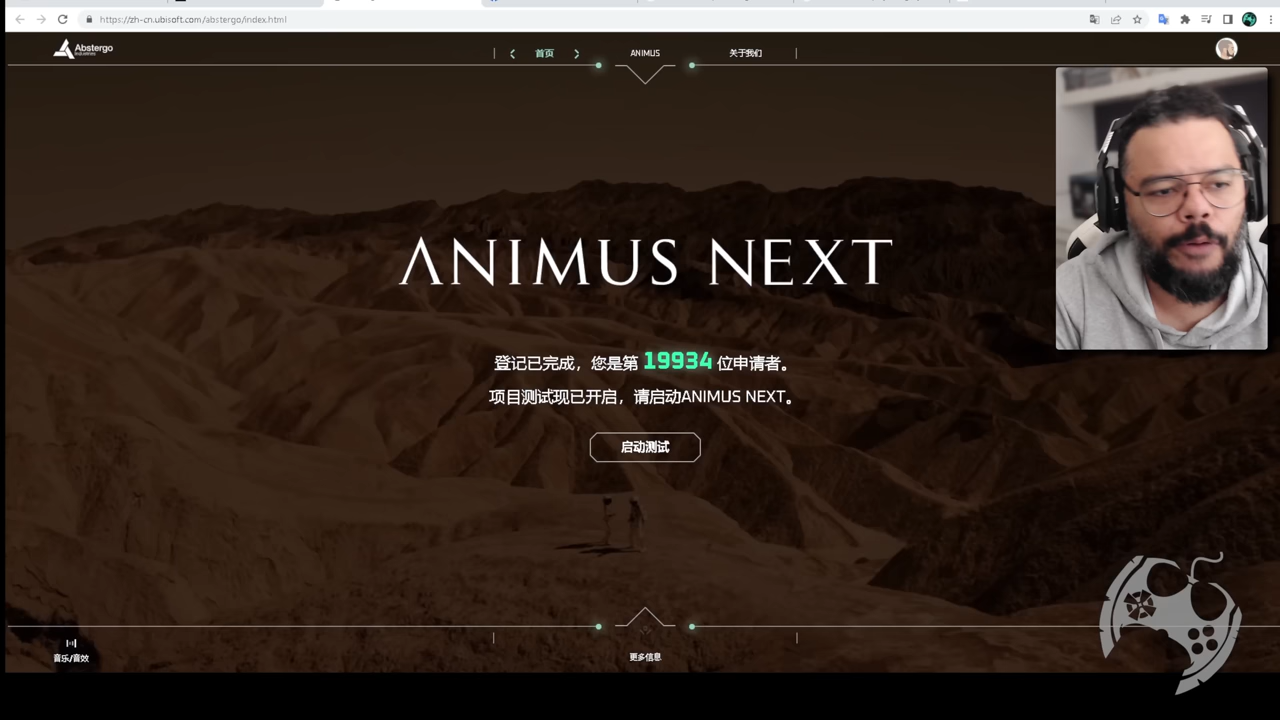 https://zh-cn.ubisoft.com/abstergo/index.html
Abstergo
Industries
首页
ANIMUS
关于我们
ANIMUS NEXT
登记已完成，您是第 19934 位申请者。
项目测试现已开启，请启动ANIMUS NEXT。
启动测试
音乐/音效
更多信息